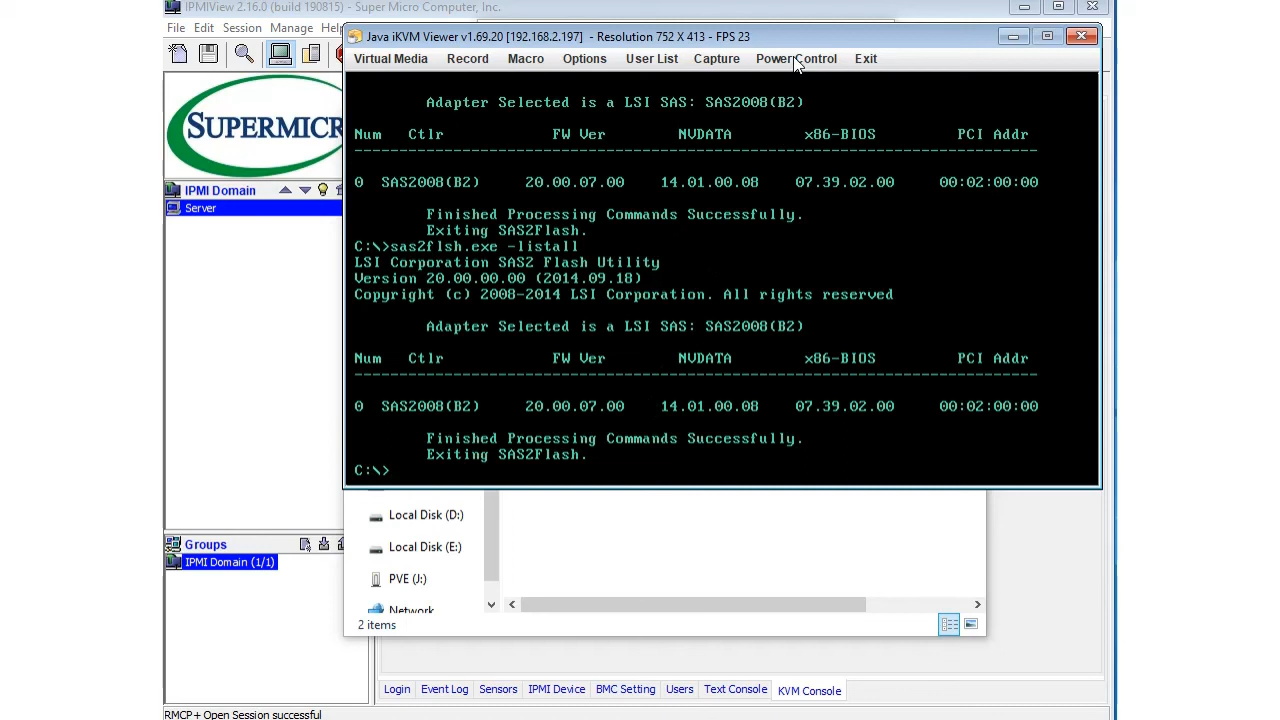 IPMIView 2.16.0 (build 190815) - Super Micro Computer, Inc.
File Edit Session Manage Help
Java iKVM Viewer v1.69.20 [192.168.2.197] - Resolution 752 X 413 - FPS 23
Virtual Media Record Macro Options User List Capture Power Control Exit
SUPERMICR
IPMI Domain
Server
Adapter Selected is a LSI SAS: SAS2008(B2)
Num Ctlr FW Ver NVDATA x86-BIOS PCI Addr
------------------------------------------------------------------------
0 SAS2008(B2) 20.00.07.00 14.01.00.08 07.39.02.00 00:02:00:00
Finished Processing Commands Successfully.
Exiting SAS2Flash.
C:\>sas2flsh.exe -listall
LSI Corporation SAS2 Flash Utility
Version 20.00.00.00 (2014.09.18)
Copyright (c) 2008-2014 LSI Corporation. All rights reserved
Adapter Selected is a LSI SAS: SAS2008(B2)
Num Ctlr FW Ver NVDATA x86-BIOS PCI Addr
------------------------------------------------------------------------
0 SAS2008(B2) 20.00.07.00 14.01.00.08 07.39.02.00 00:02:00:00
Finished Processing Commands Successfully.
Exiting SAS2Flash.
C:\>
Local Disk (D:)
Local Disk (E:)
PVE (J:)
Network
2 items
Groups
IPMI Domain (1/1)
Login Event Log Sensors IPMI Device BMC Setting Users Text Console KVM Console
RMCP+ Open Session successful